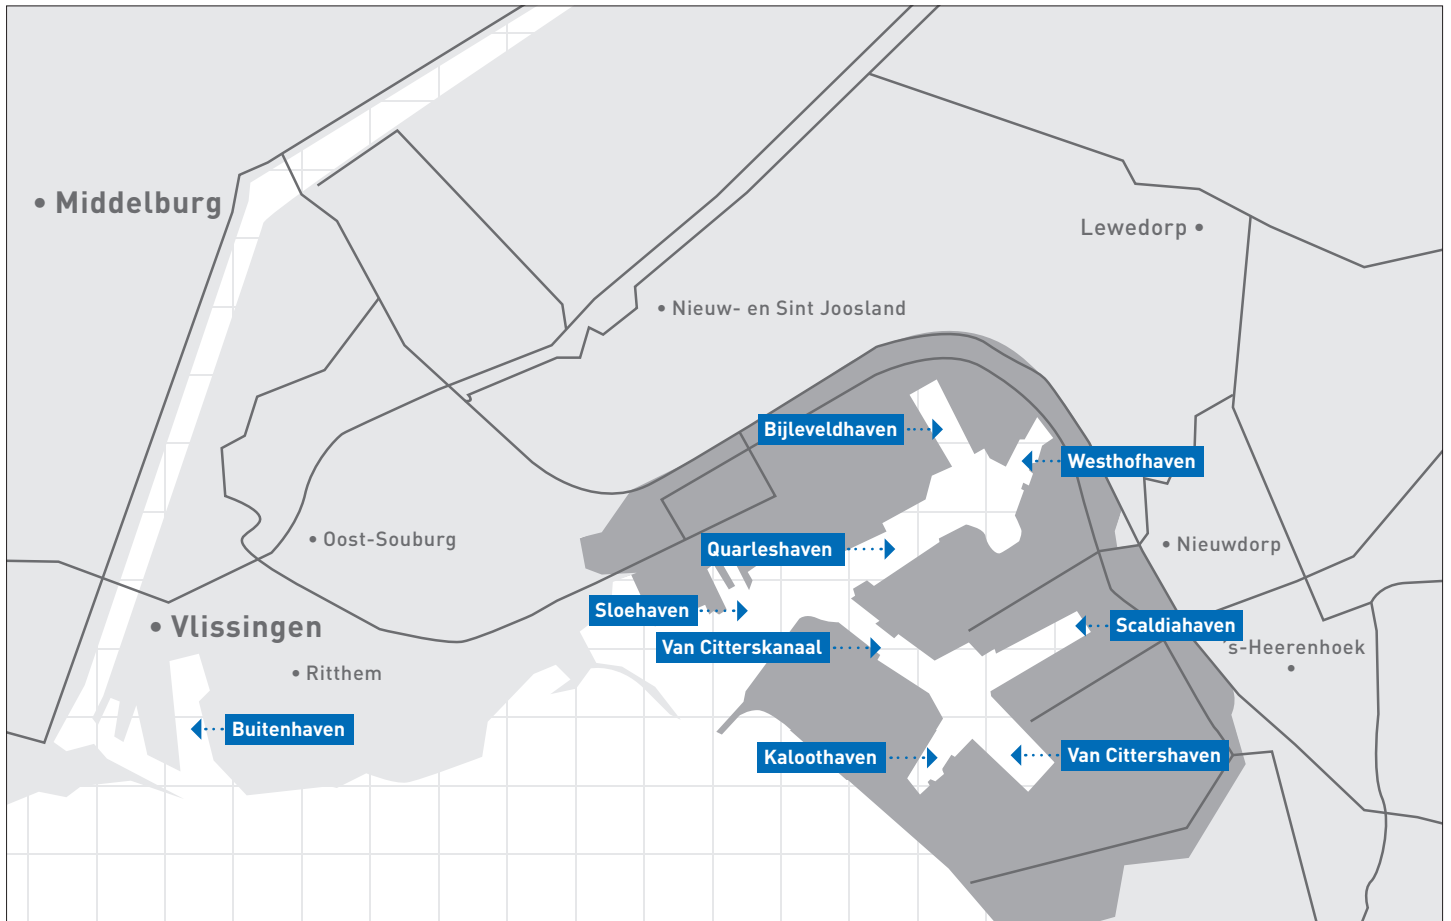 • Middelburg
Lewedorp •
• Nieuw- en Sint Joosland
Bijleveldhaven
Westhofhaven
• Oost-Souburg
Quarleshaven
• Nieuwdorp
Sloehaven
• Vlissingen
Scaldiahaven
Van Citterskanaal
's-Heerenhoek
• Ritthem
Buitenhaven
Kaloothaven
Van Cittershaven